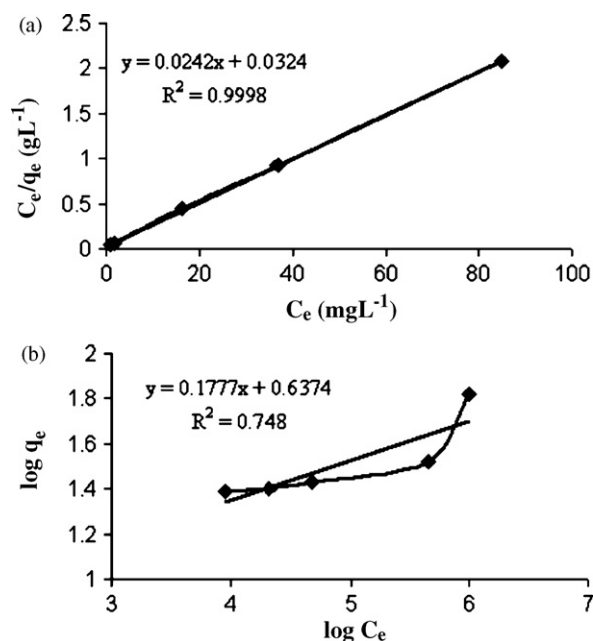 (a)
2.5
2
1.5
1
0.5
0
y = 0.0242x + 0.0324
R² = 0.9998
Cₑ/qₑ (gL⁻¹)
0 20 40 60 80 100
Cₑ (mgL⁻¹)
(b)
2
1.8
1.6
1.4
1.2
1
y = 0.1777x + 0.6374
R² = 0.748
log qₑ
3 4 5 6 7
log Cₑ